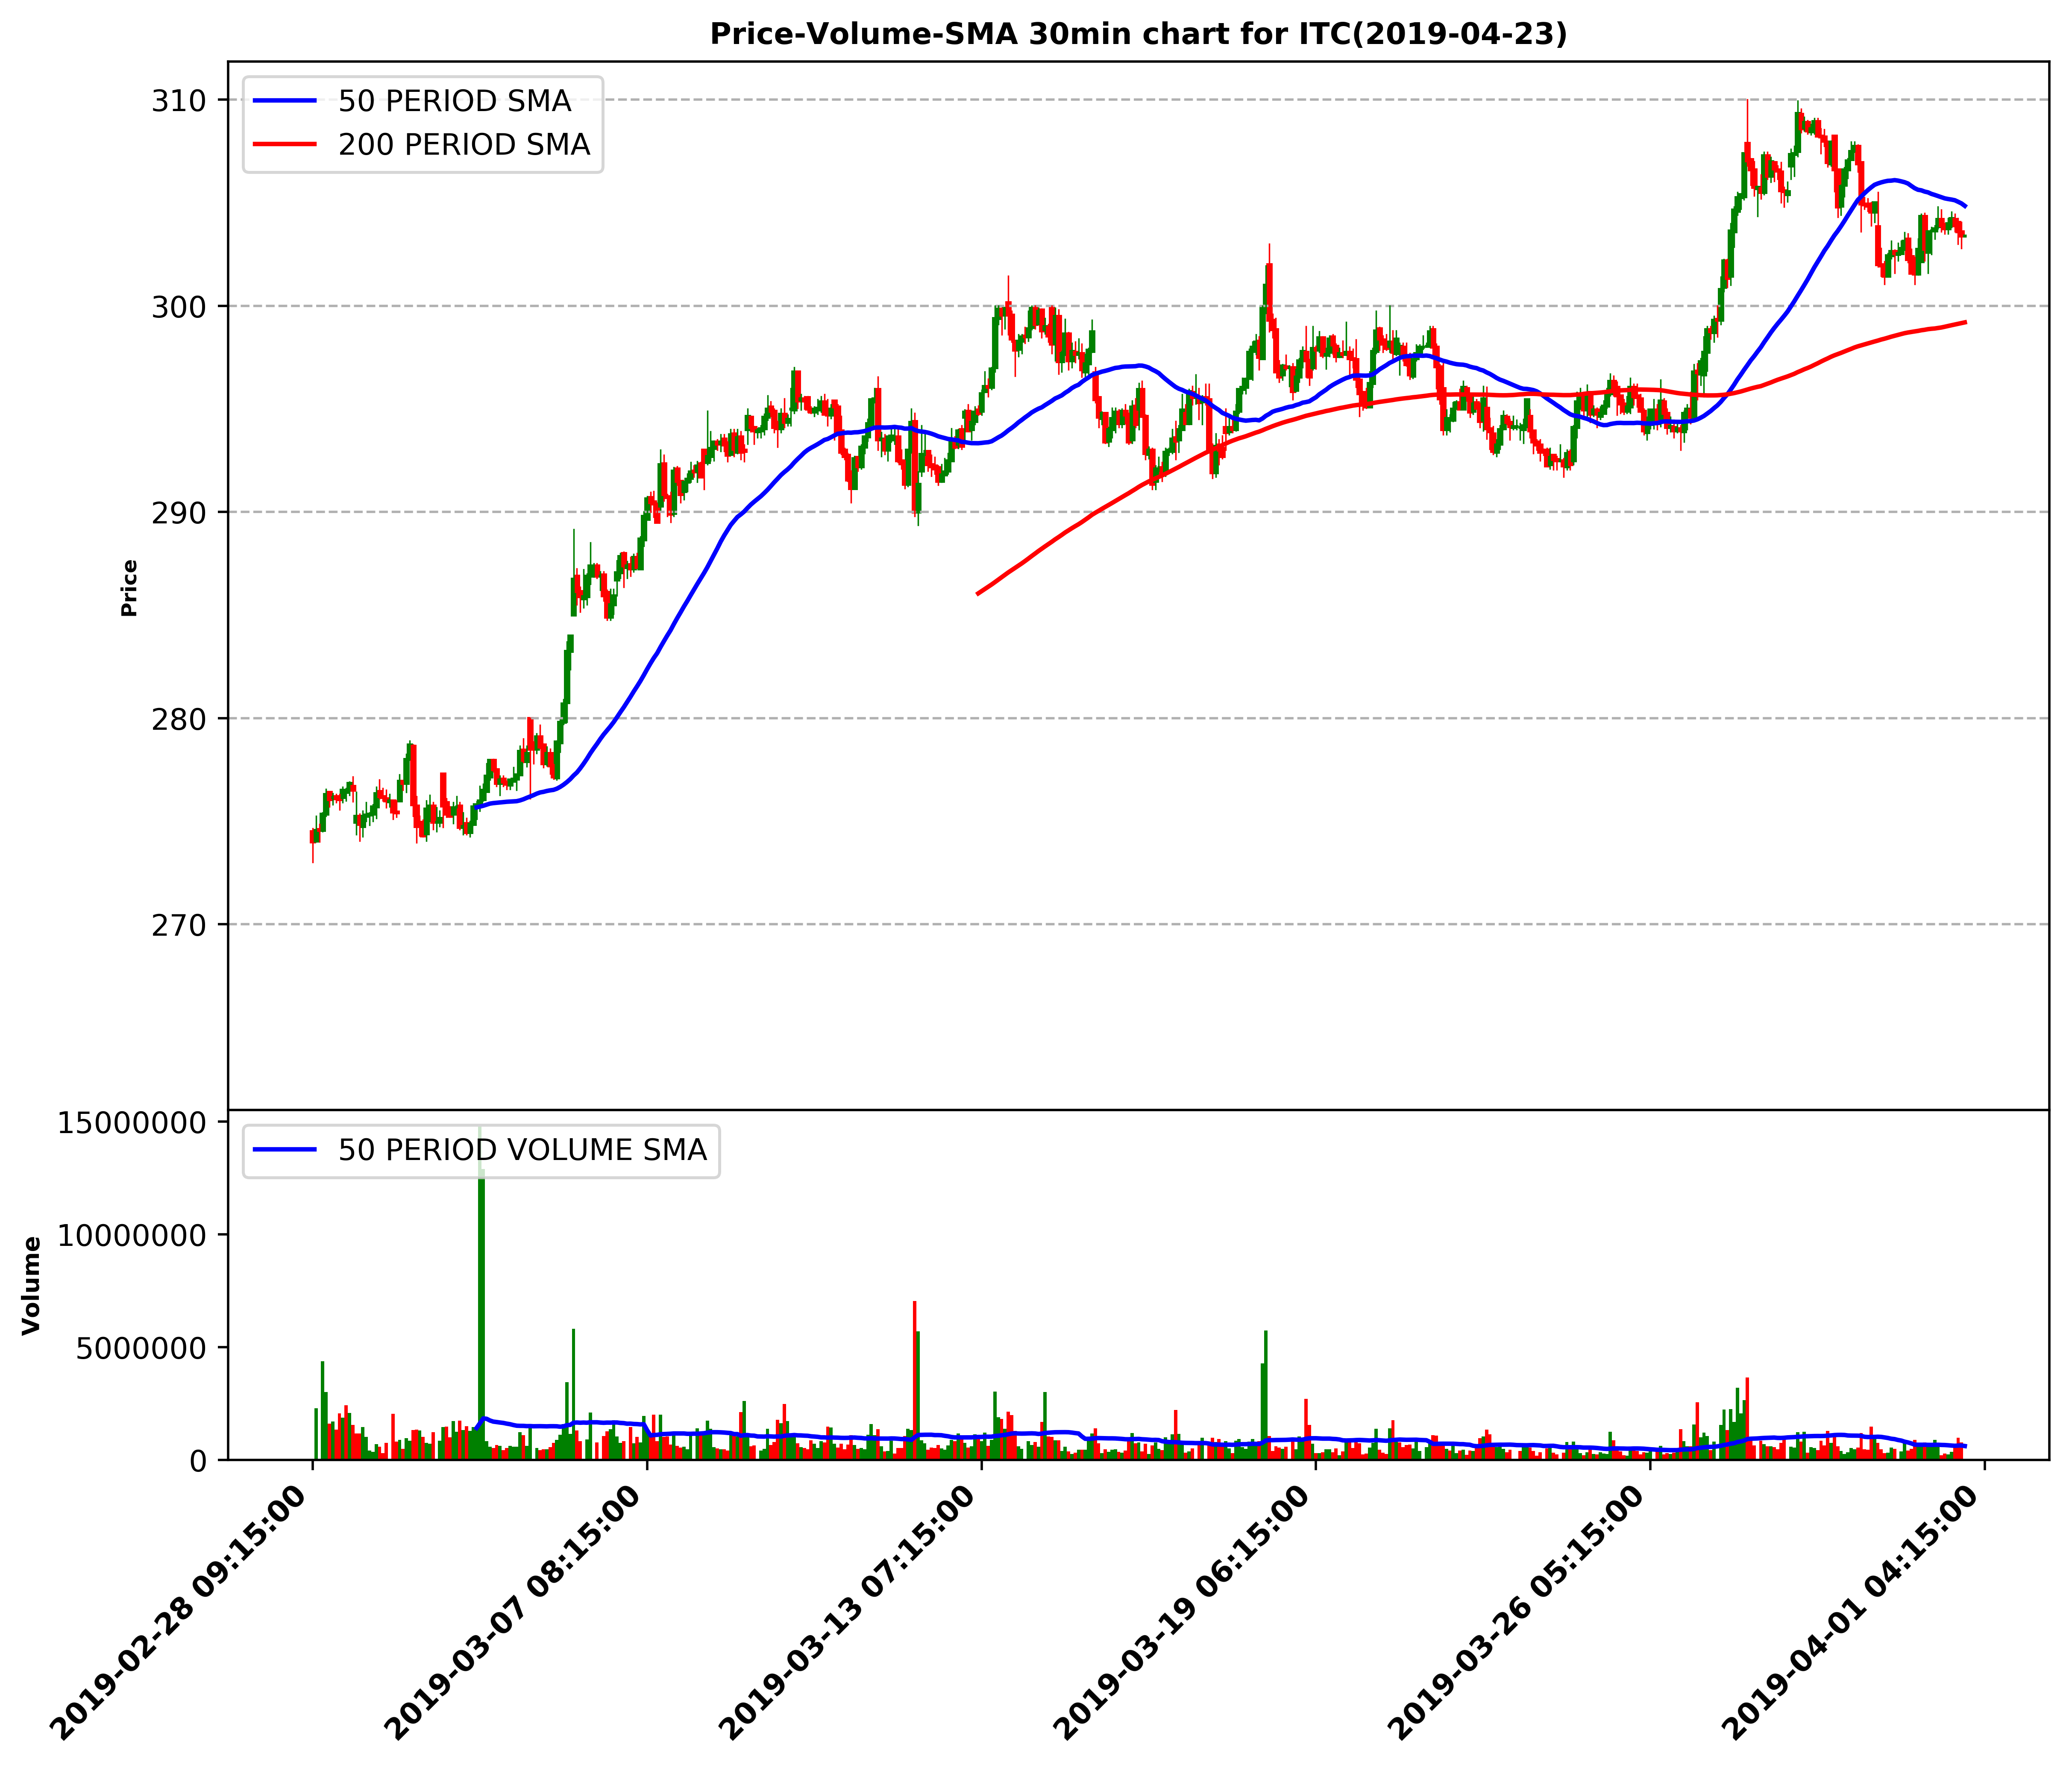 Price-Volume-SMA 30min chart for ITC(2019-04-23)
50 PERIOD SMA
200 PERIOD SMA
310
300
290
280
270
Price
50 PERIOD VOLUME SMA
15000000
10000000
5000000
0
Volume
2019-02-28 09:15:00
2019-03-07 08:15:00
2019-03-13 07:15:00
2019-03-19 06:15:00
2019-03-26 05:15:00
2019-04-01 04:15:00